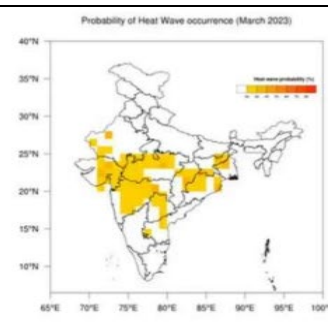 Probability of Heat Wave occurrence (March 2023)
40°N
Heat wave probability (%)
35°N
30°N
25°N
20°N
15°N
10°N
65°E 70°E 75°E 80°E 85°E 90°E 95°E 100°